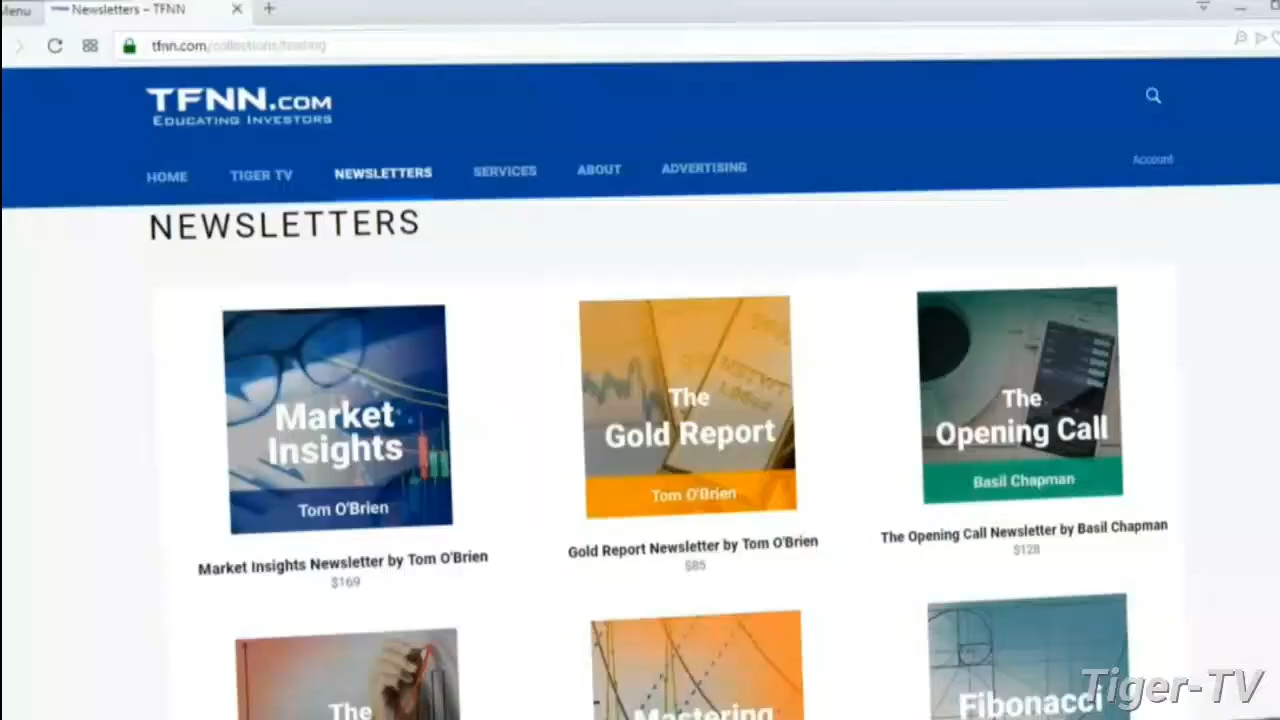 Menu
Newsletters – TFNN
tfnn.com/collections/trading
TFNN.COM
EDUCATING INVESTORS
HOME TIGER TV NEWSLETTERS SERVICES ABOUT ADVERTISING
Account
NEWSLETTERS
Market
Insights
Tom O'Brien
The
Gold Report
Tom O'Brien
The
Opening Call
Basil Chapman
Market Insights Newsletter by Tom O'Brien
$169
Gold Report Newsletter by Tom O'Brien
$85
The Opening Call Newsletter by Basil Chapman
$128
The
Mastering
Fibonacci
Tiger-TV